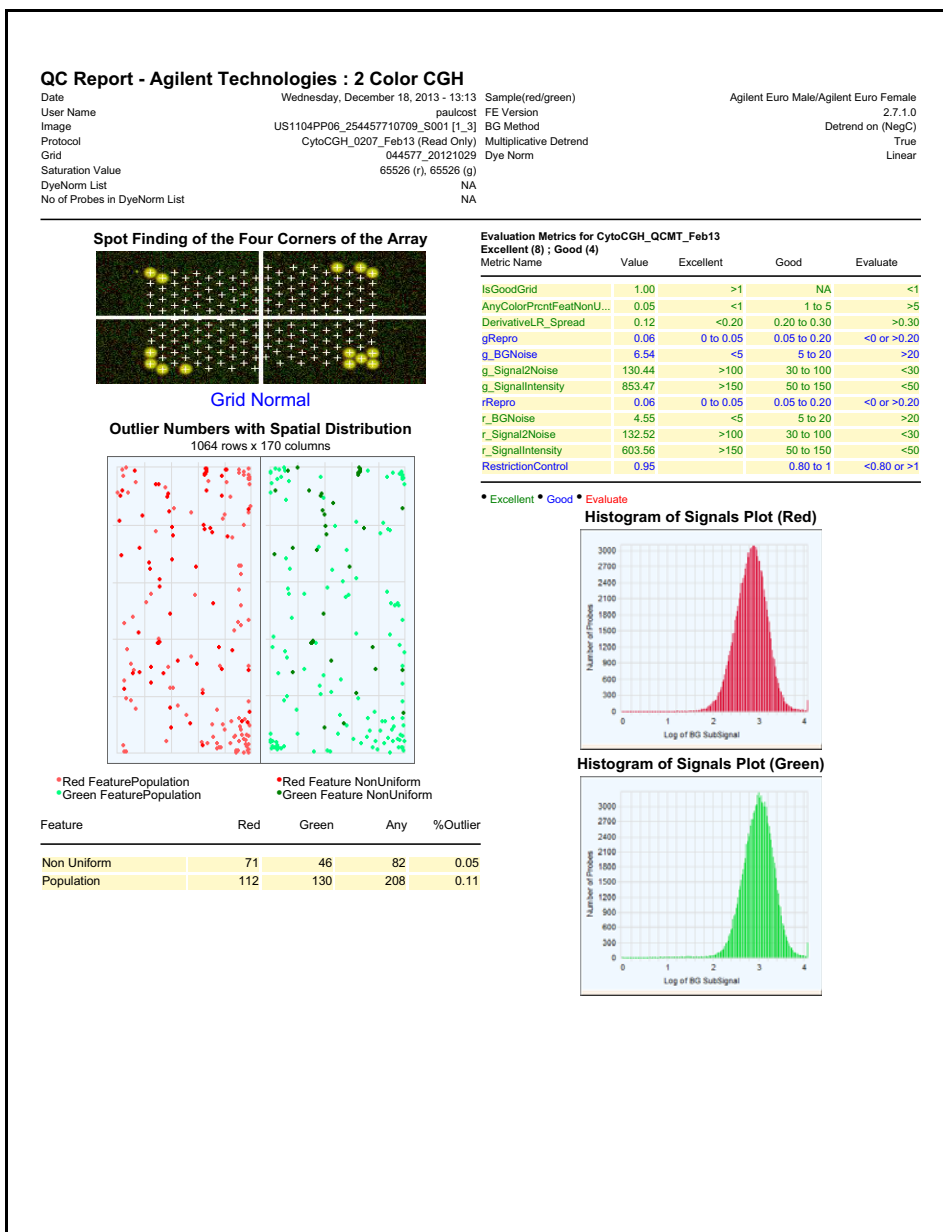 QC Report - Agilent Technologies : 2 Color CGH
Date Wednesday, December 18, 2013 - 13:13 Sample(red/green) Agilent Euro Male/Agilent Euro Female
User Name paulcost FE Version 2.7.1.0
Image US1104PP06_254457710709_S001 [1_3] BG Method Detrend on (NegC)
Protocol CytoCGH_0207_Feb13 (Read Only) Multiplicative Detrend True
Grid 044577_20121029 Dye Norm Linear
Saturation Value 65526 (r), 65526 (g)
DyeNorm List NA
No of Probes in DyeNorm List NA
Spot Finding of the Four Corners of the Array
Grid Normal
Outlier Numbers with Spatial Distribution
1064 rows x 170 columns
•Red FeaturePopulation •Red Feature NonUniform
•Green FeaturePopulation •Green Feature NonUniform
Feature Red Green Any %Outlier
Non Uniform 71 46 82 0.05
Population 112 130 208 0.11
Evaluation Metrics for CytoCGH_QCMT_Feb13
Excellent (8) ; Good (4)
Metric Name Value Excellent Good Evaluate
IsGoodGrid 1.00 >1 NA <1
AnyColorPrcntFeatNonU... 0.05 <1 1 to 5 >5
DerivativeLR_Spread 0.12 <0.20 0.20 to 0.30 >0.30
gRepro 0.06 0 to 0.05 0.05 to 0.20 <0 or >0.20
g_BGNoise 6.54 <5 5 to 20 >20
g_Signal2Noise 130.44 >100 30 to 100 <30
g_SignalIntensity 853.47 >150 50 to 150 <50
rRepro 0.06 0 to 0.05 0.05 to 0.20 <0 or >0.20
r_BGNoise 4.55 <5 5 to 20 >20
r_Signal2Noise 132.52 >100 30 to 100 <30
r_SignalIntensity 603.56 >150 50 to 150 <50
RestrictionControl 0.95 0.80 to 1 <0.80 or >1
• Excellent • Good • Evaluate
Histogram of Signals Plot (Red)
Number of Probes
3000
2700
2400
2100
1800
1500
1200
900
600
300
0
0 1 2 3 4
Log of BG SubSignal
Histogram of Signals Plot (Green)
Number of Probes
3000
2700
2400
2100
1800
1500
1200
900
600
300
0
0 1 2 3 4
Log of BG SubSignal